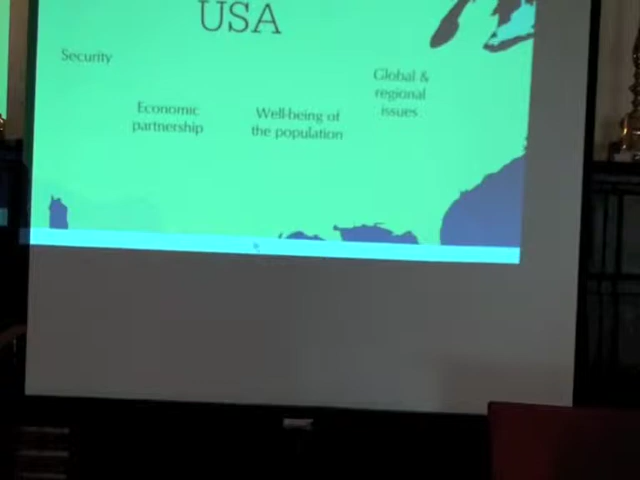 USA
Security
Economic
partnership
Well-being of
the population
Global &
regional
issues